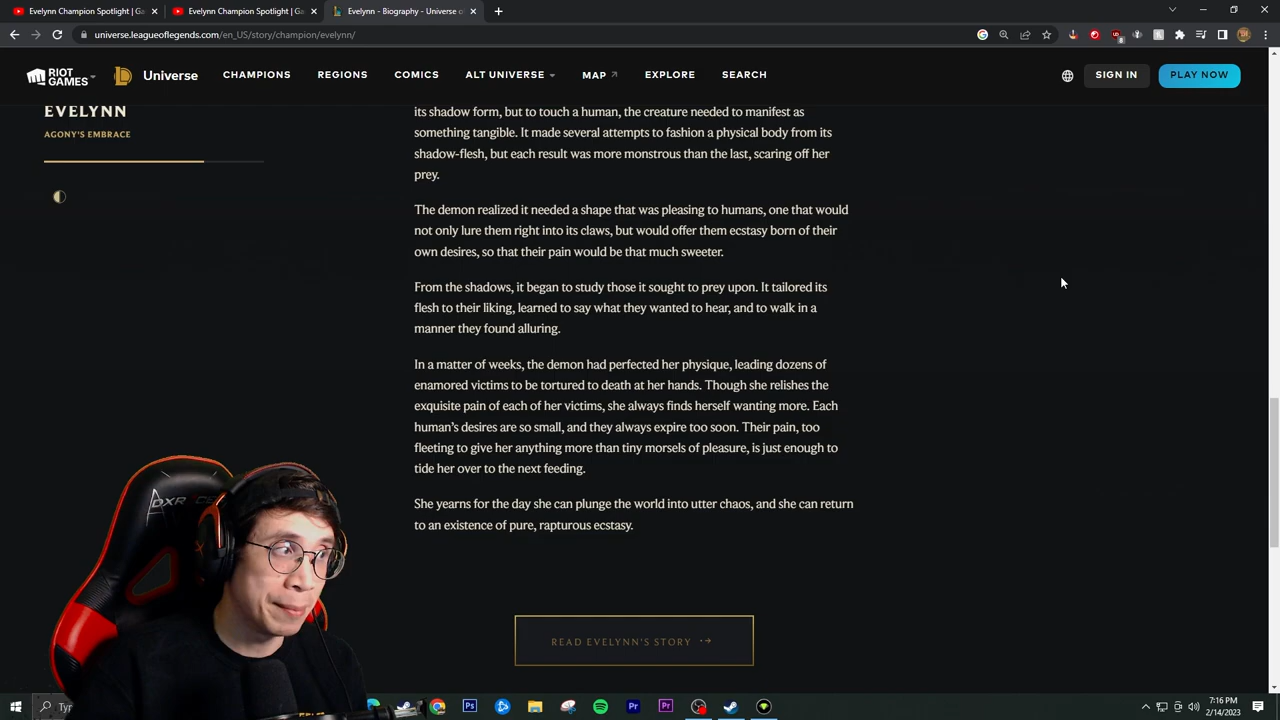 Evelynn Champion Spotlight | Ga
Evelynn Champion Spotlight | G
Evelynn - Biography - Universe o
universe.leagueoflegends.com/en_US/story/champion/evelynn/
RIOT GAMES
Universe
CHAMPIONS
REGIONS
COMICS
ALT UNIVERSE
MAP
EXPLORE
SEARCH
SIGN IN
PLAY NOW
EVELYNN
AGONY'S EMBRACE
its shadow form, but to touch a human, the creature needed to manifest as
something tangible. It made several attempts to fashion a physical body from its
shadow-flesh, but each result was more monstrous than the last, scaring off her
prey.
The demon realized it needed a shape that was pleasing to humans, one that would
not only lure them right into its claws, but would offer them ecstasy born of their
own desires, so that their pain would be that much sweeter.
From the shadows, it began to study those it sought to prey upon. It tailored its
flesh to their liking, learned to say what they wanted to hear, and to walk in a
manner they found alluring.
In a matter of weeks, the demon had perfected her physique, leading dozens of
enamored victims to be tortured to death at her hands. Though she relishes the
exquisite pain of each of her victims, she always finds herself wanting more. Each
human's desires are so small, and they always expire too soon. Their pain, too
fleeting to give her anything more than tiny morsels of pleasure, is just enough to
tide her over to the next feeding.
She yearns for the day she can plunge the world into utter chaos, and she can return
to an existence of pure, rapturous ecstasy.
READ EVELYNN'S STORY
DXR
Ty
Ps
Pr
Pr
7:16 PM
2/14/2023